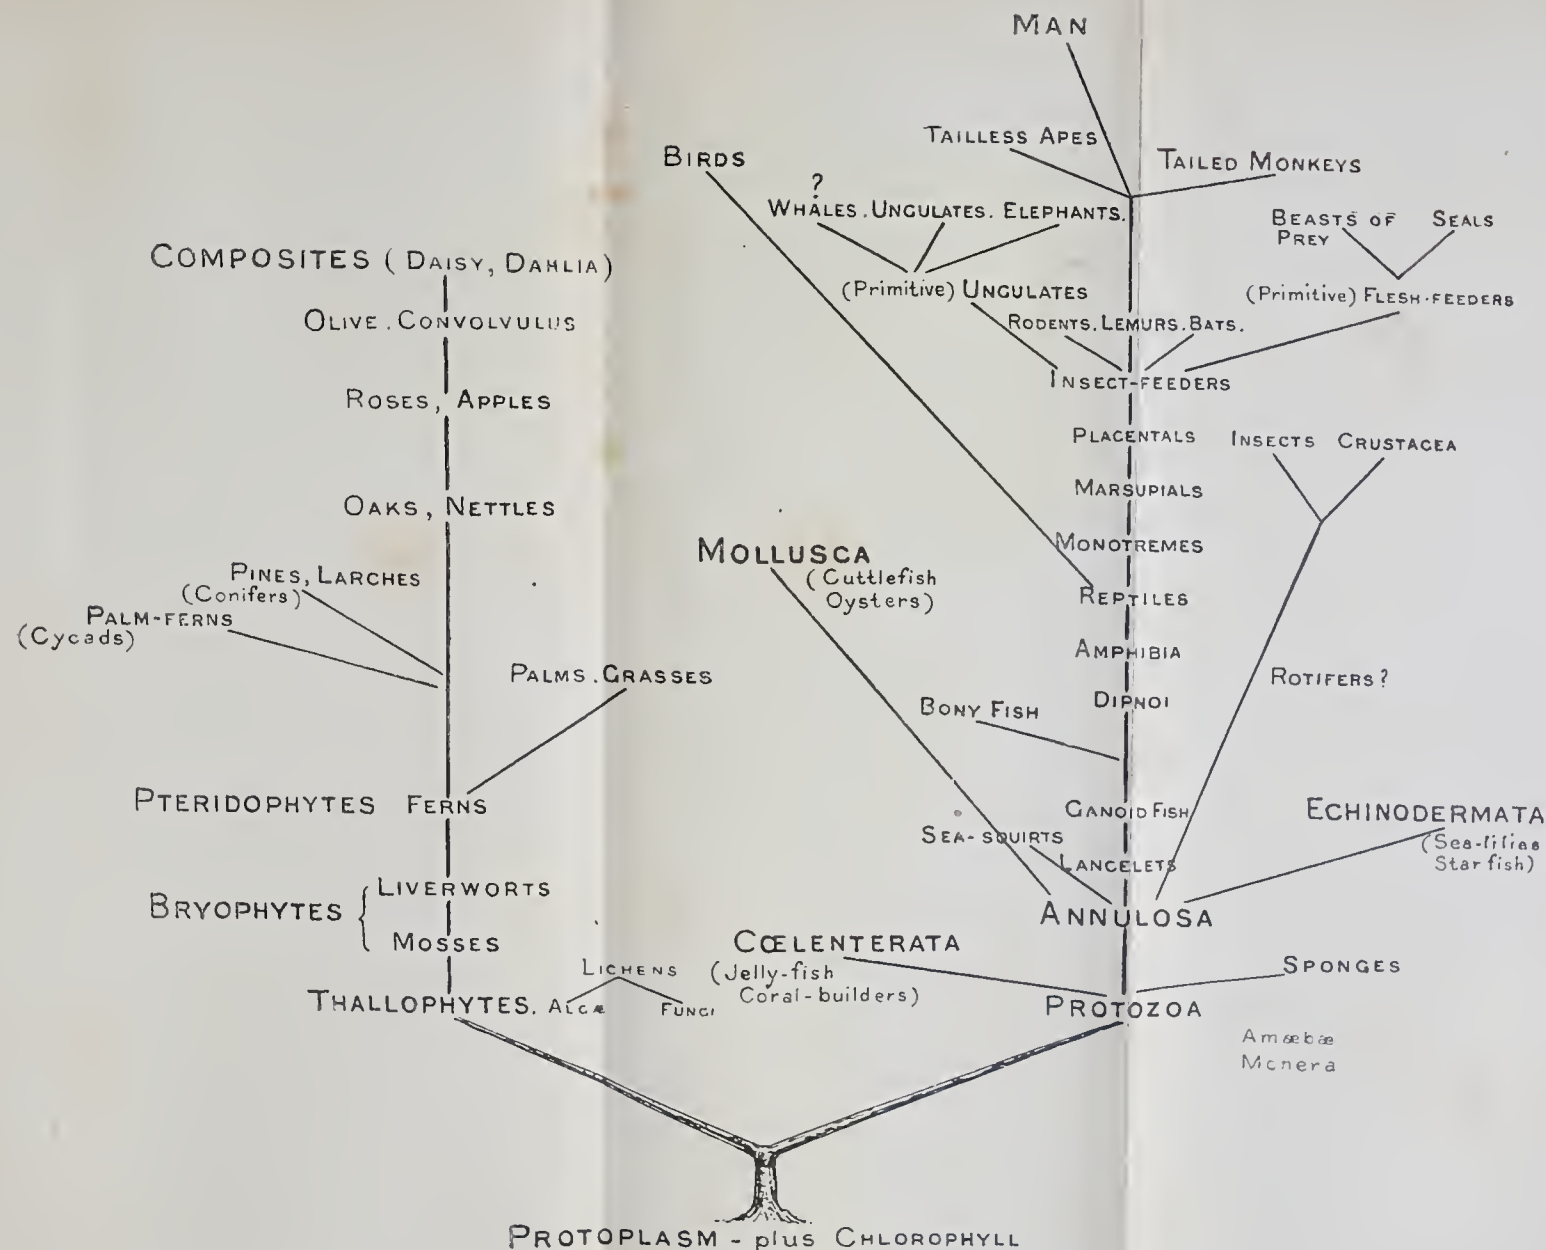 MAN
TAILLESS APES
TAILED MONKEYS
BIRDS
?
WHALES. UNGULATES. ELEPHANTS.
BEASTS OF PREY
SEALS
(Primitive) UNGULATES
(Primitive) FLESH-FEEDERS
RODENTS. LEMURS. BATS.
INSECT-FEEDERS
PLACENTALS
INSECTS
CRUSTACEA
MARSUPIALS
MONOTREMES
MOLLUSCA
(Cuttlefish
Oysters)
REPTILES
AMPHIBIA
ROTIFERS?
DIPNOI
BONY FISH
GANOID FISH
ECHINODERMATA
(Sea-lilies
Starfish)
SEA-SQUIRTS
LANCELETS
ANNULOSA
CŒLENTERATA
(Jelly-fish
Coral-builders)
SPONGES
PROTOZOA
Amœbæ
Monera
COMPOSITES (DAISY, DAHLIA)
OLIVE. CONVOLVULUS
ROSES, APPLES
OAKS, NETTLES
PINES, LARCHES
(Conifers)
PALM-FERNS
(Cycads)
PALMS. GRASSES
PTERIDOPHYTES FERNS
LIVERWORTS
BRYOPHYTES
MOSSES
LICHENS
THALLOPHYTES. ALGÆ FUNGI
PROTOPLASM - plus CHLOROPHYLL